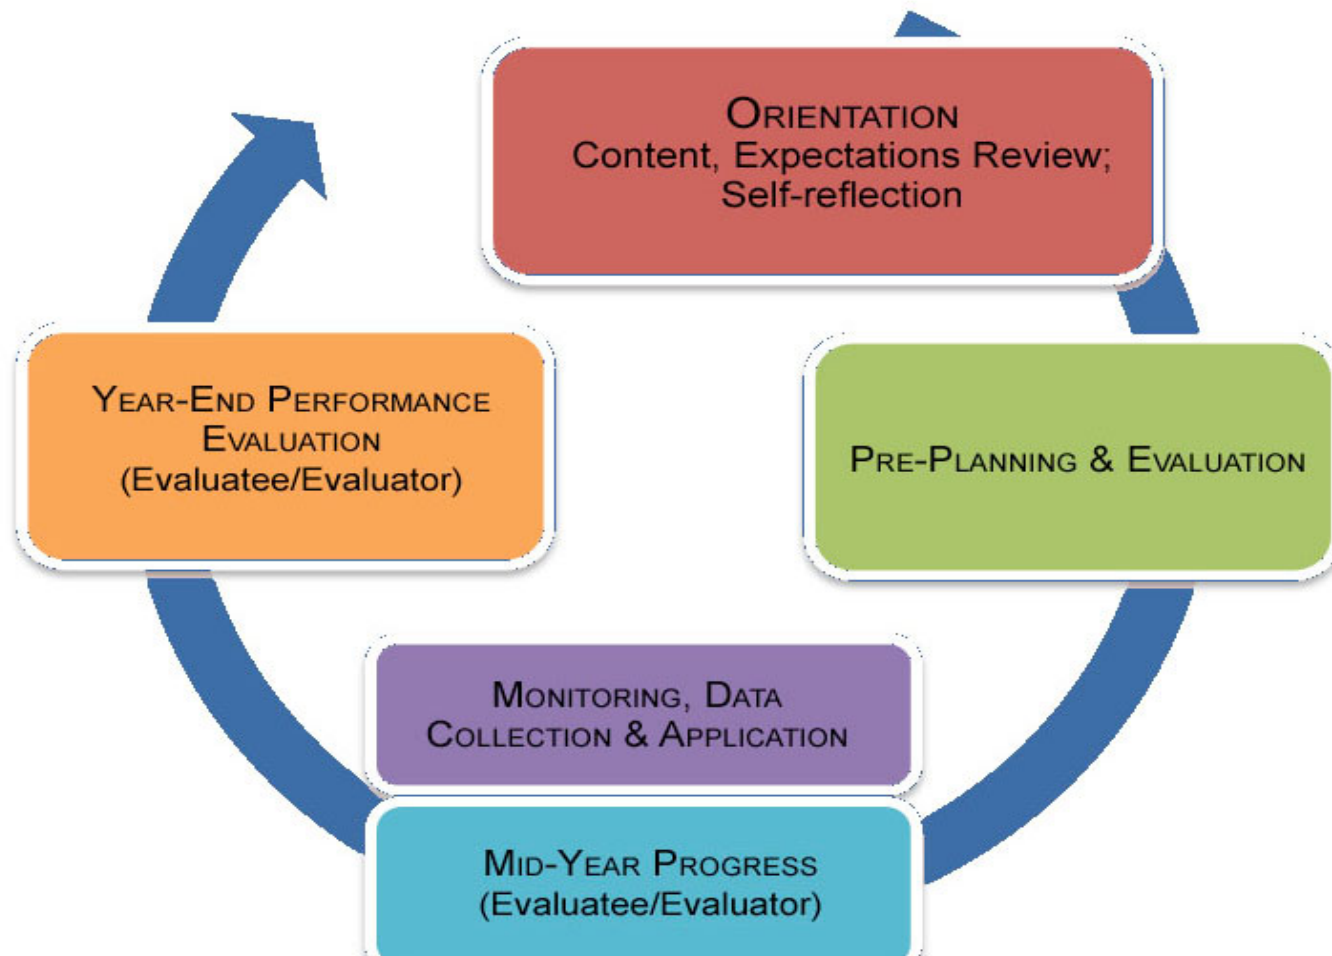 ORIENTATION
Content, Expectations Review;
Self-reflection
YEAR-END PERFORMANCE
EVALUATION
(Evaluatee/Evaluator)
PRE-PLANNING & EVALUATION
MONITORING, DATA
COLLECTION & APPLICATION
MID-YEAR PROGRESS
(Evaluatee/Evaluator)